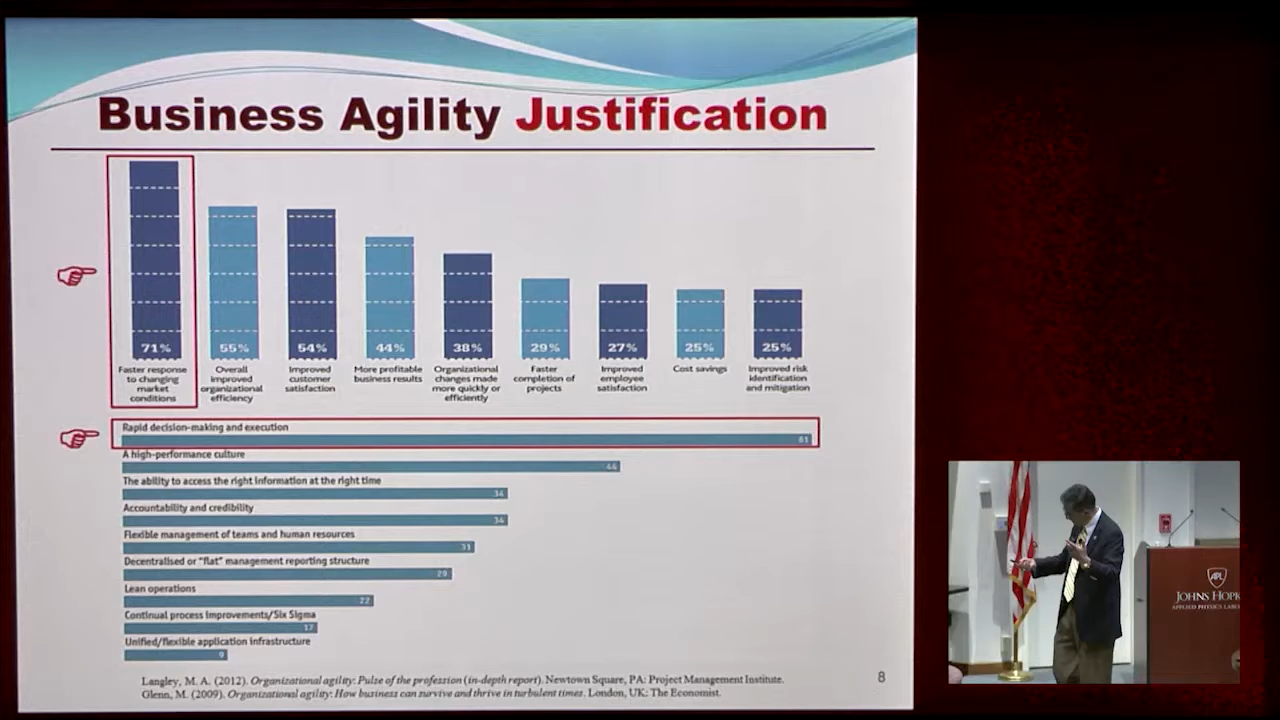 Business Agility Justification
71%
55%
54%
44%
38%
29%
27%
25%
25%
Faster response
to changing
market
conditions
Overall
improved
organizational
efficiency
Improved
customer
satisfaction
More profitable
business results
Organizational
changes made
more quickly or
efficiently
Faster
completion of
projects
Improved
employee
satisfaction
Cost savings
Improved risk
identification
and mitigation
Rapid decision-making and execution
61
A high-performance culture
44
The ability to access the right information at the right time
34
Accountability and credibility
34
Flexible management of teams and human resources
31
Decentralised or "flat" management reporting structure
29
Lean operations
22
Continual process improvements/Six Sigma
17
Unified/flexible application infrastructure
9
Langley, M. A. (2012). Organizational agility: Pulse of the profession (in-depth report). Newtown Square, PA: Project Management Institute.
Glenn, M. (2009). Organizational agility: How business can survive and thrive in turbulent times. London, UK: The Economist.
8
APL
JOHNS HOPK
APPLIED PHYSICS LABO